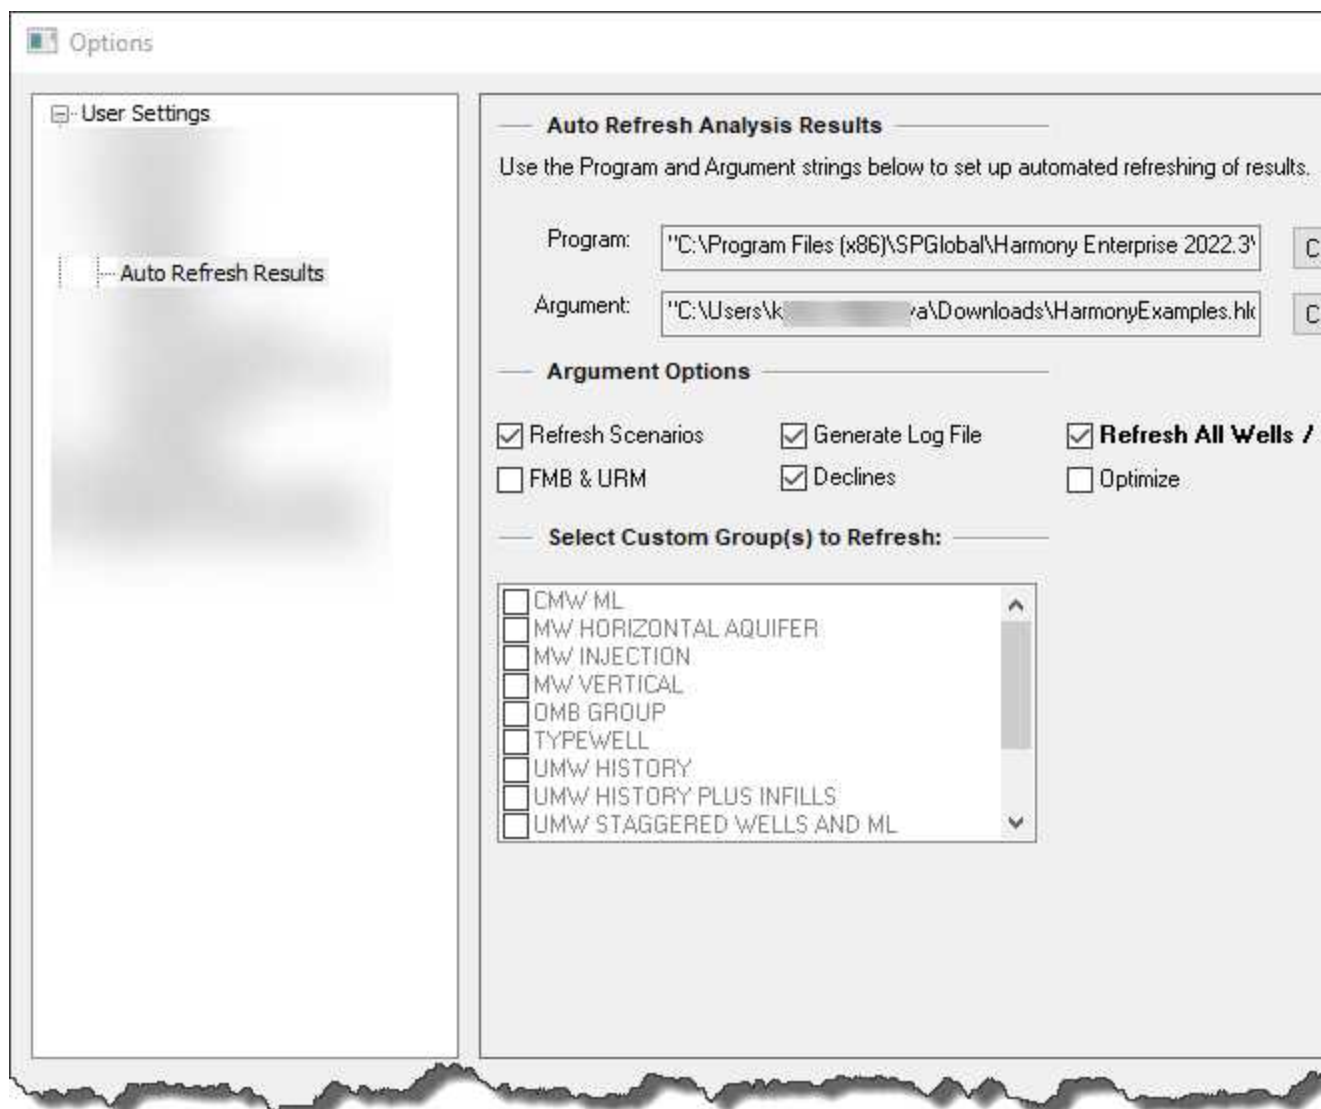 Options
User Settings
Auto Refresh Results
Auto Refresh Analysis Results
Use the Program and Argument strings below to set up automated refreshing of results.
Program: "C:\Program Files (x86)\SPGlobal\Harmony Enterprise 2022.3\ C
Argument: "C:\Users\k a\Downloads\HarmonyExamples.hk C
Argument Options
Refresh Scenarios Generate Log File Refresh All Wells /
FMB & URM Declines Optimize
Select Custom Group(s) to Refresh:
CMW ML
MW HORIZONTAL AQUIFER
MW INJECTION
MW VERTICAL
OMB GROUP
TYPEWELL
UMW HISTORY
UMW HISTORY PLUS INFILLS
UMW STAGGERED WELLS AND ML